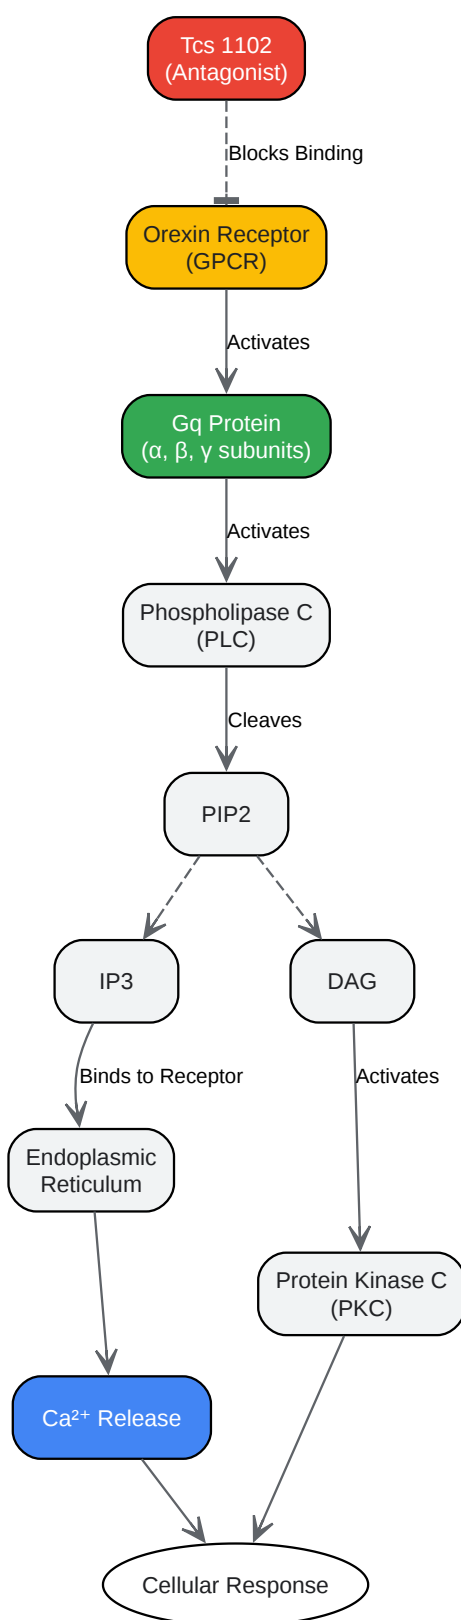 Tcs 1102
(Antagonist)
Blocks Binding
Orexin Receptor
(GPCR)
Activates
Gq Protein
(α, β, γ subunits)
Activates
Phospholipase C
(PLC)
Cleaves
PIP2
IP3
DAG
Binds to Receptor
Activates
Endoplasmic
Reticulum
Protein Kinase C
(PKC)
Ca²⁺ Release
Cellular Response